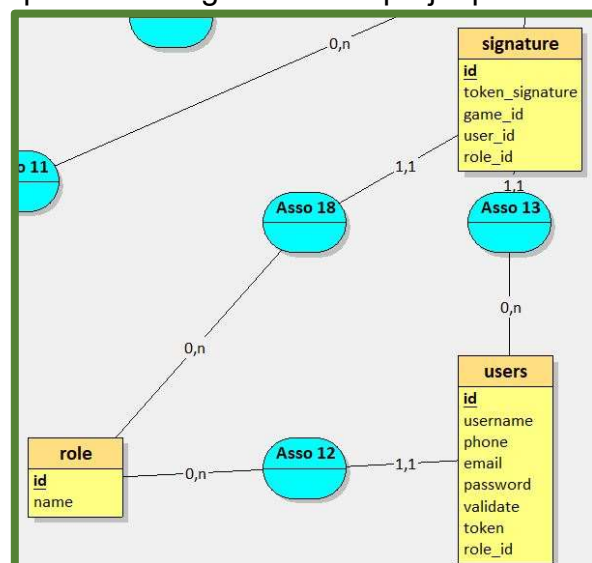 0,n
signature
id
token_signature
game_id
user_id
role_id
11
1,1
1,1
Asso 18
Asso 13
0,n
0,n
users
id
username
phone
email
password
validate
token
role_id
role
id
name
0,n
Asso 12
1,1